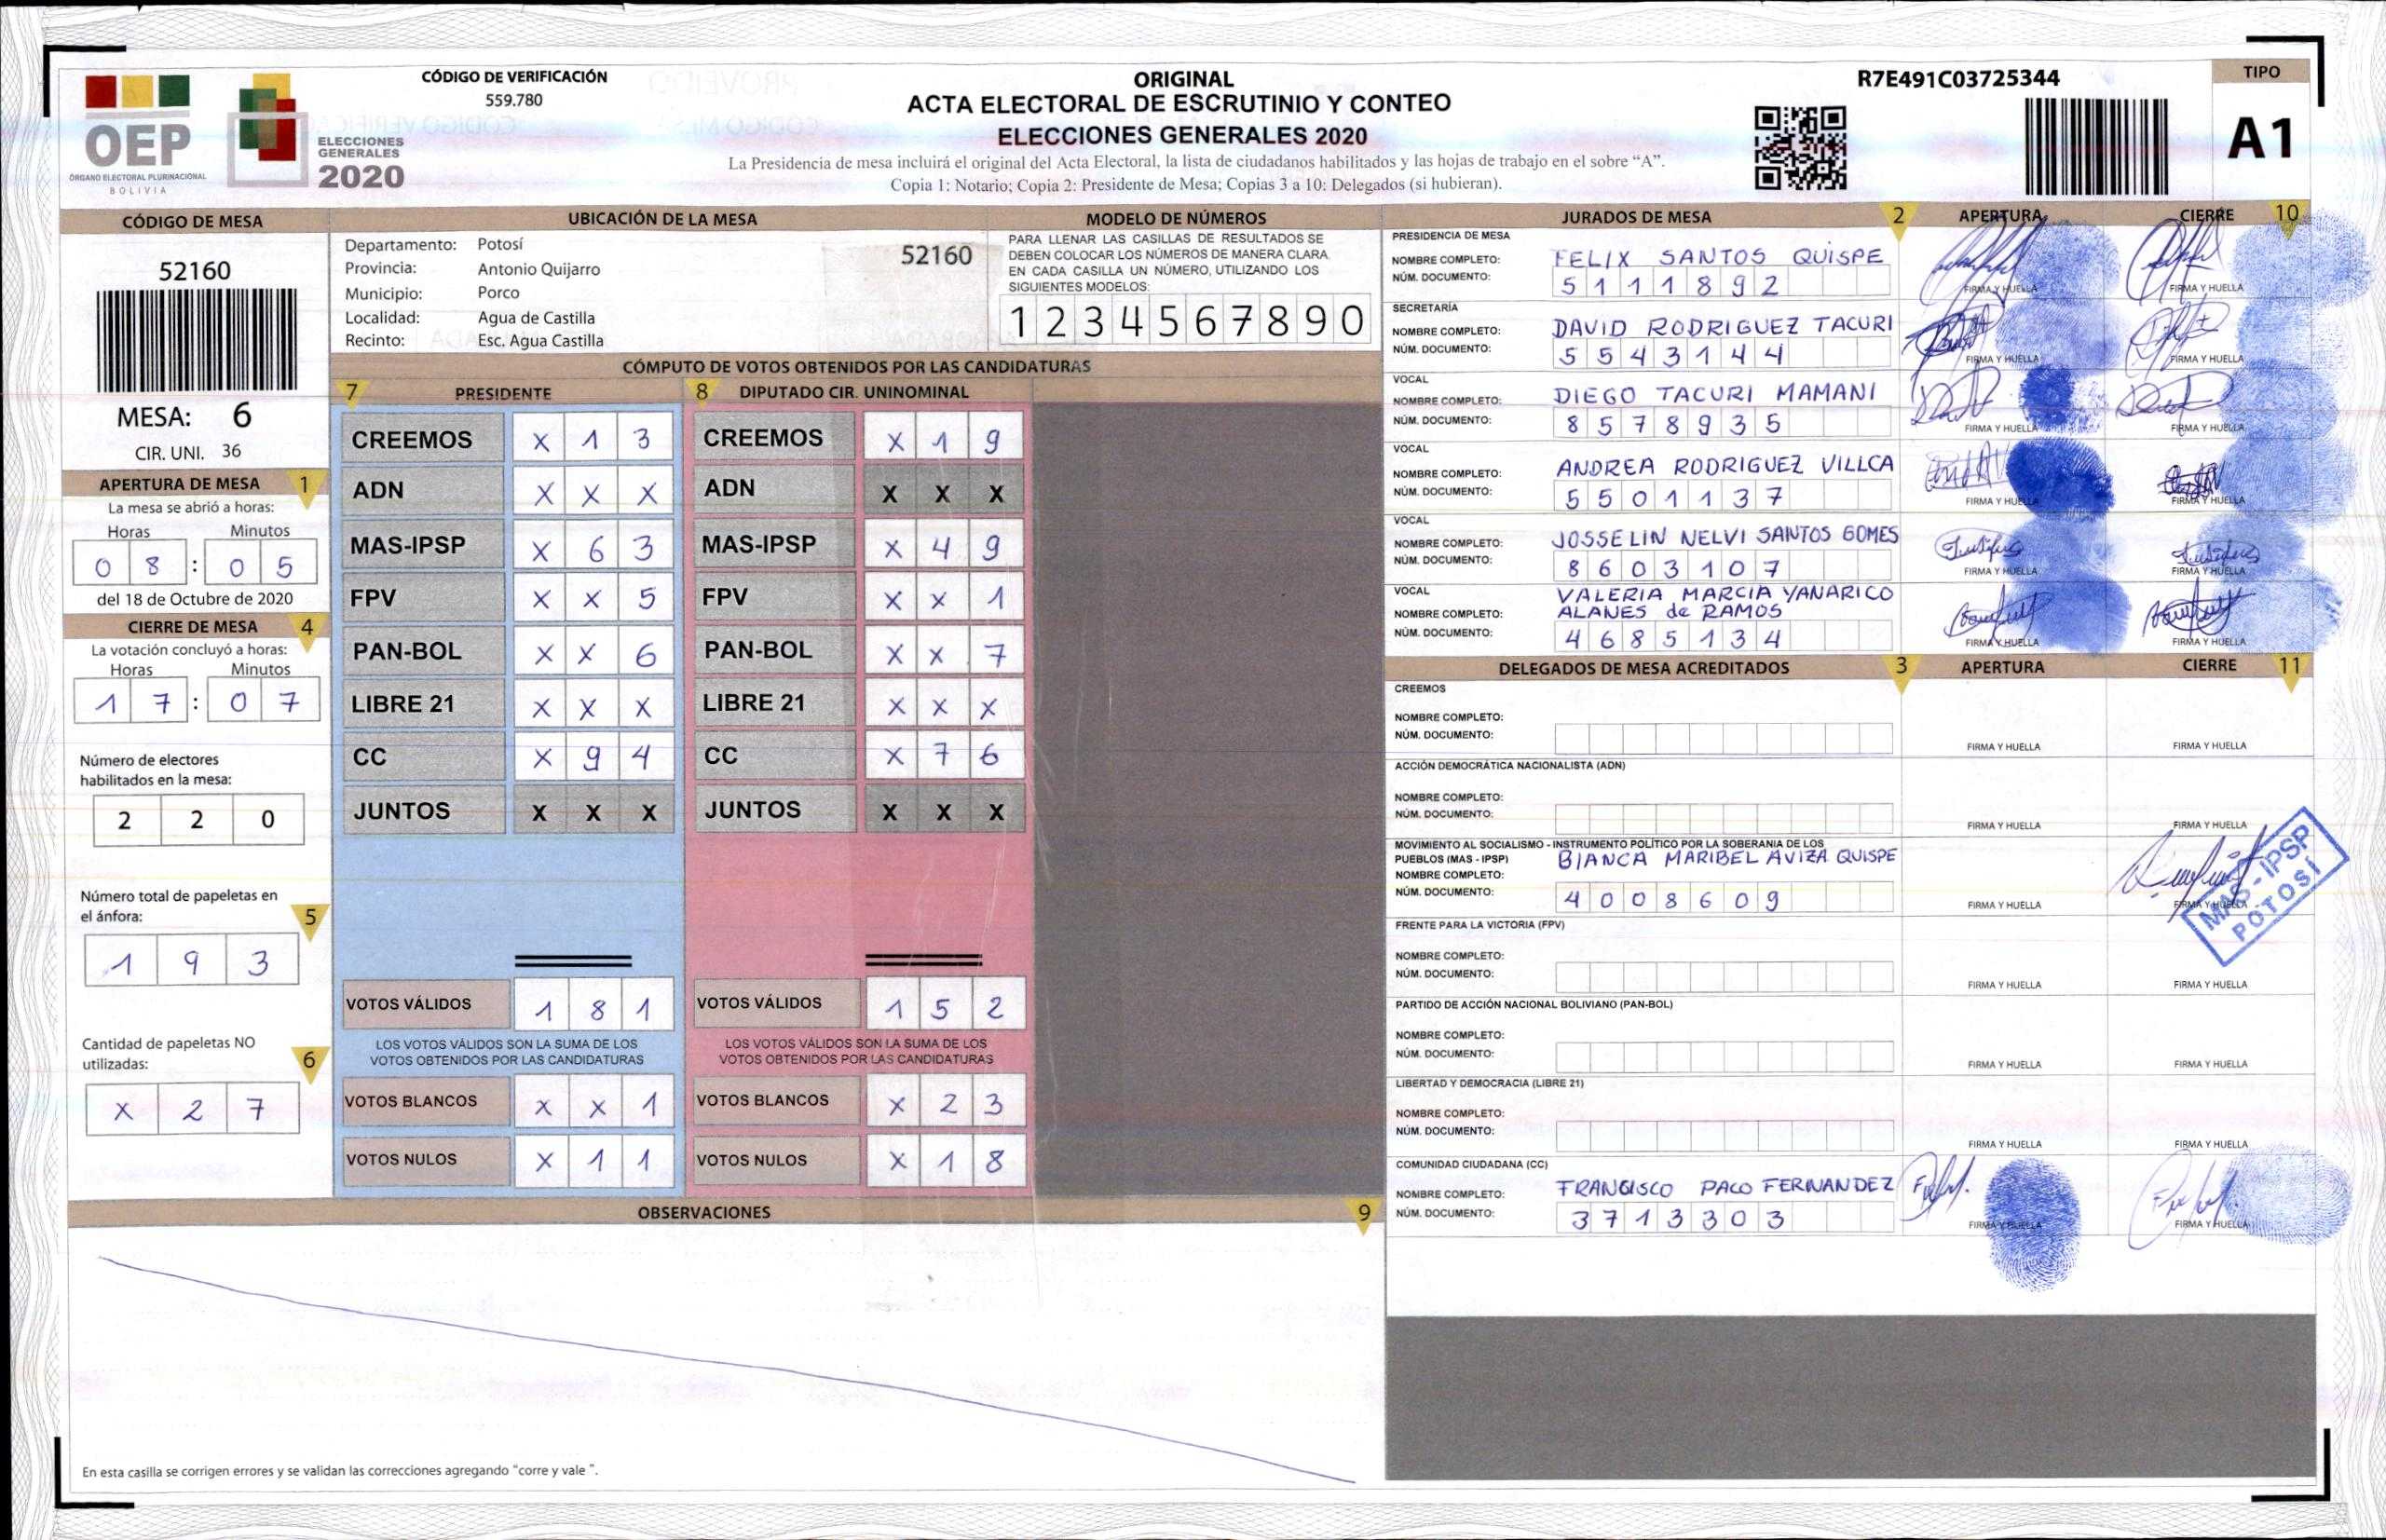 OEP
ÓRGANO ELECTORAL PLURINACIONAL
BOLIVIA
ELECCIONES
GENERALES
2020
CÓDIGO DE VERIFICACIÓN
559.780
ORIGINAL
ACTA ELECTORAL DE ESCRUTINIO Y CONTEO
ELECCIONES GENERALES 2020
La Presidencia de mesa incluirá el original del Acta Electoral, la lista de ciudadanos habilitados y las hojas de trabajo en el sobre “A”.
Copia 1: Notario; Copia 2: Presidente de Mesa; Copias 3 a 10: Delegados (si hubieran).
R7E491C03725344
TIPO
A1
CÓDIGO DE MESA
52160
MESA: 6
CIR. UNI. 36
APERTURA DE MESA 1
La mesa se abrió a horas:
Horas Minutos
0 8 : 0 5
del 18 de Octubre de 2020
CIERRE DE MESA 4
La votación concluyó a horas:
Horas Minutos
1 7 : 0 7
Número de electores
habilitados en la mesa:
2 2 0
Número total de papeletas en
el ánfora: 5
1 9 3
Cantidad de papeletas NO
utilizadas: 6
X 2 7
UBICACIÓN DE LA MESA
Departamento: Potosí
Provincia: Antonio Quijarro
Municipio: Porco
Localidad: Agua de Castilla
Recinto: Esc. Agua Castilla
52160
MODELO DE NÚMEROS
PARA LLENAR LAS CASILLAS DE RESULTADOS SE
DEBEN COLOCAR LOS NÚMEROS DE MANERA CLARA.
EN CADA CASILLA UN NÚMERO, UTILIZANDO LOS
SIGUIENTES MODELOS:
1 2 3 4 5 6 7 8 9 0
CÓMPUTO DE VOTOS OBTENIDOS POR LAS CANDIDATURAS
7 PRESIDENTE
CREEMOS X 1 3
ADN X X X
MAS-IPSP X 6 3
FPV X X 5
PAN-BOL X X 6
LIBRE 21 X X X
CC X 9 4
JUNTOS X X X
VOTOS VÁLIDOS 1 8 1
LOS VOTOS VÁLIDOS SON LA SUMA DE LOS
VOTOS OBTENIDOS POR LAS CANDIDATURAS
VOTOS BLANCOS X X 1
VOTOS NULOS X 1 1
8 DIPUTADO CIR. UNINOMINAL
CREEMOS X 1 9
ADN X X X
MAS-IPSP X 4 9
FPV X X 1
PAN-BOL X X 7
LIBRE 21 X X X
CC X 7 6
JUNTOS X X X
VOTOS VÁLIDOS 1 5 2
LOS VOTOS VÁLIDOS SON LA SUMA DE LOS
VOTOS OBTENIDOS POR LAS CANDIDATURAS
VOTOS BLANCOS X 2 3
VOTOS NULOS X 1 8
OBSERVACIONES 9
En esta casilla se corrigen errores y se validan las correcciones agregando “corre y vale ”.
JURADOS DE MESA 2 APERTURA CIERRE 10
PRESIDENCIA DE MESA
NOMBRE COMPLETO: FELIX SANTOS QUISPE
NÚM. DOCUMENTO: 5 1 1 1 8 9 2
FIRMA Y HUELLA FIRMA Y HUELLA
SECRETARÍA
NOMBRE COMPLETO: DAVID RODRIGUEZ TACURI
NÚM. DOCUMENTO: 5 5 4 3 1 4 4
FIRMA Y HUELLA FIRMA Y HUELLA
VOCAL
NOMBRE COMPLETO: DIEGO TACURI MAMANI
NÚM. DOCUMENTO: 8 5 7 8 9 3 5
FIRMA Y HUELLA FIRMA Y HUELLA
VOCAL
NOMBRE COMPLETO: ANDREA RODRIGUEZ VILLCA
NÚM. DOCUMENTO: 5 5 0 1 1 3 7
FIRMA Y HUELLA FIRMA Y HUELLA
VOCAL
NOMBRE COMPLETO: JOSSELIN NELVI SANTOS GOMES
NÚM. DOCUMENTO: 8 6 0 3 1 0 7
FIRMA Y HUELLA FIRMA Y HUELLA
VOCAL
VALERIA MARCIA YANARICO
NOMBRE COMPLETO: ALANES de RAMOS
NÚM. DOCUMENTO: 4 6 8 5 1 3 4
FIRMA Y HUELLA FIRMA Y HUELLA
DELEGADOS DE MESA ACREDITADOS 3 APERTURA CIERRE 11
CREEMOS
NOMBRE COMPLETO:
NÚM. DOCUMENTO:
FIRMA Y HUELLA FIRMA Y HUELLA
ACCIÓN DEMOCRÁTICA NACIONALISTA (ADN)
NOMBRE COMPLETO:
NÚM. DOCUMENTO:
FIRMA Y HUELLA FIRMA Y HUELLA
MOVIMIENTO AL SOCIALISMO - INSTRUMENTO POLÍTICO POR LA SOBERANIA DE LOS
PUEBLOS (MAS - IPSP) BIANCA MARIBEL AVIZA QUISPE
NOMBRE COMPLETO:
NÚM. DOCUMENTO: 4 0 0 8 6 0 9
FIRMA Y HUELLA FIRMA Y HUELLA
MAS - IPSP
POTOSÍ
FRENTE PARA LA VICTORIA (FPV)
NOMBRE COMPLETO:
NÚM. DOCUMENTO:
FIRMA Y HUELLA FIRMA Y HUELLA
PARTIDO DE ACCIÓN NACIONAL BOLIVIANO (PAN-BOL)
NOMBRE COMPLETO:
NÚM. DOCUMENTO:
FIRMA Y HUELLA FIRMA Y HUELLA
LIBERTAD Y DEMOCRACIA (LIBRE 21)
NOMBRE COMPLETO:
NÚM. DOCUMENTO:
FIRMA Y HUELLA FIRMA Y HUELLA
COMUNIDAD CIUDADANA (CC)
NOMBRE COMPLETO: FRANCISCO PACO FERNANDEZ
NÚM. DOCUMENTO: 3 7 1 3 3 0 3
FIRMA Y HUELLA FIRMA Y HUELLA